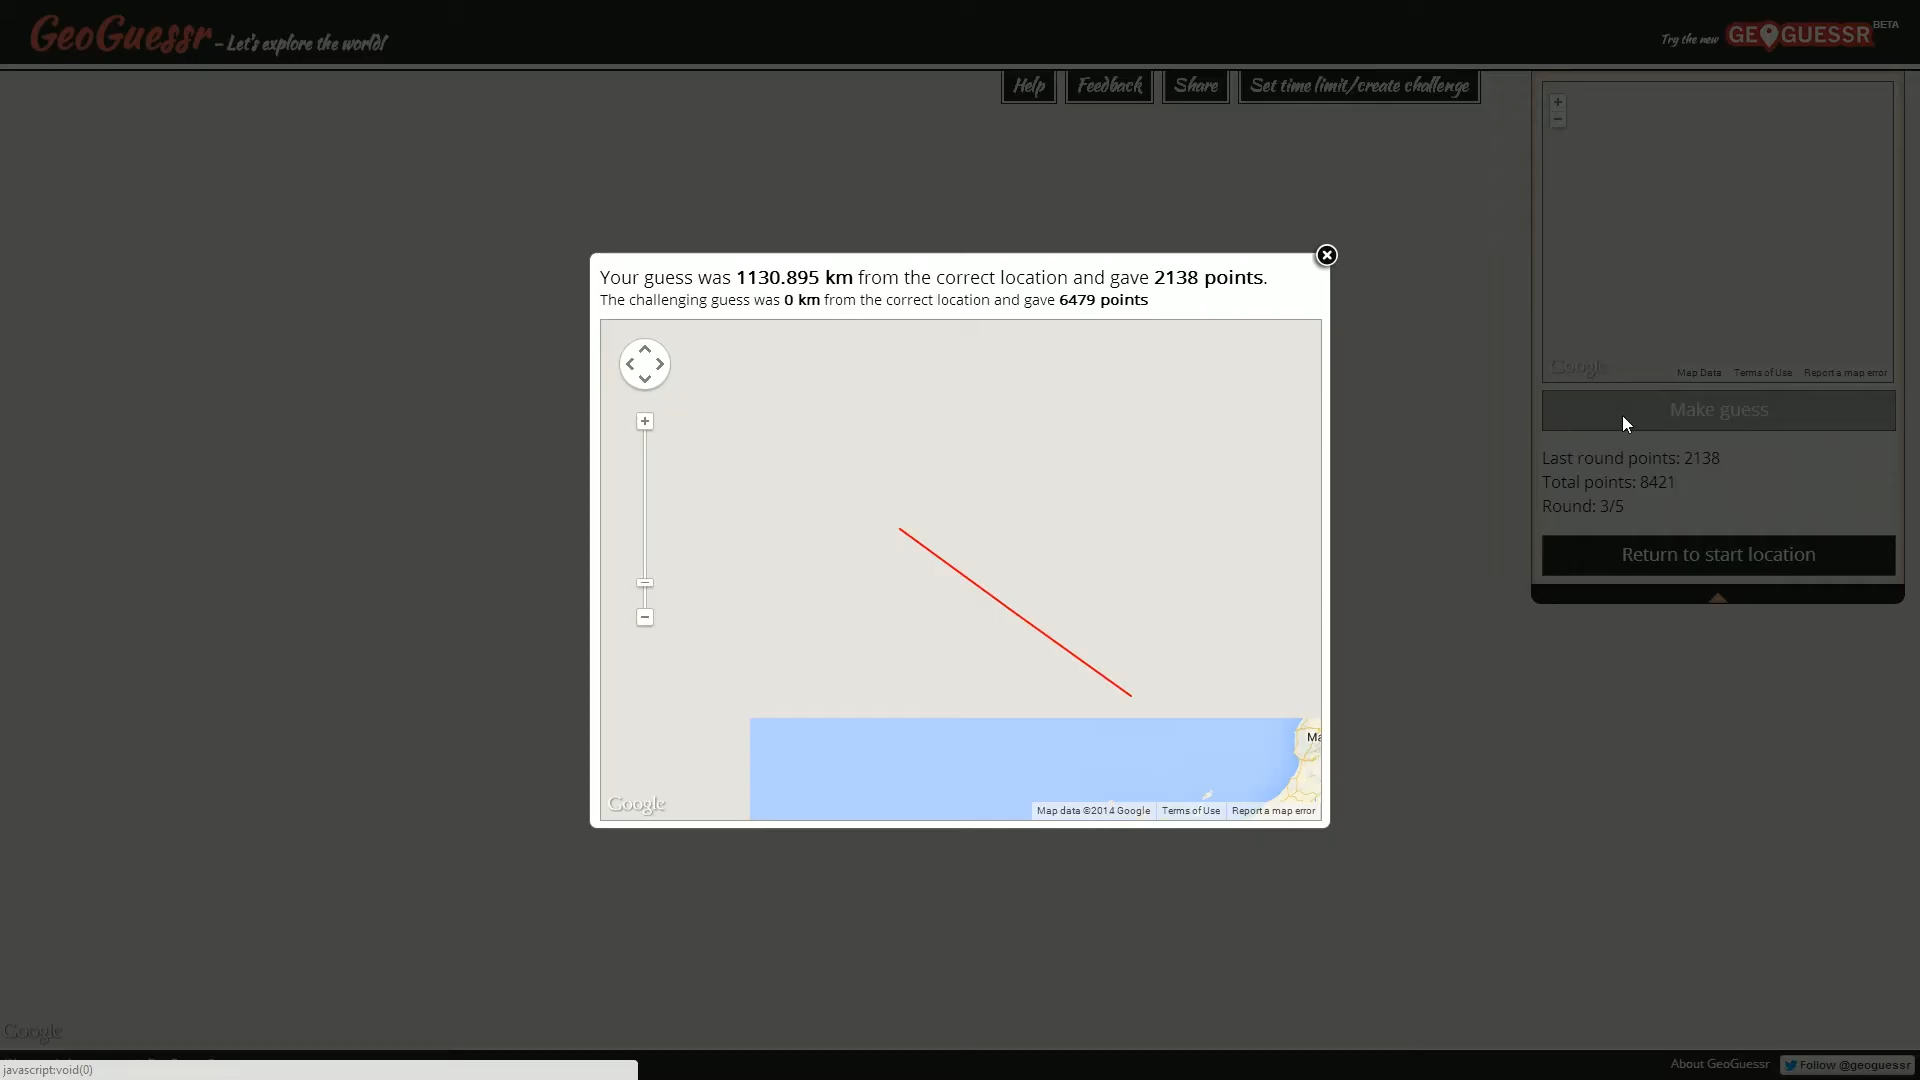 GeoGuessr - Let's explore the world!
Try the new GEOGUESSR BETA
Help
Feedback
Share
Set time limit/create challenge
Your guess was 1130.895 km from the correct location and gave 2138 points.
The challenging guess was 0 km from the correct location and gave 6479 points
+
−
Google
Map Data
Terms of Use
Report a map error
Make guess
Last round points: 2138
Total points: 8421
Round: 3/5
Return to start location
+
−
Ma
Google
Map data ©2014 Google
Terms of Use
Report a map error
Google
About GeoGuessr
Follow @geoguessr
javascript:void(0)